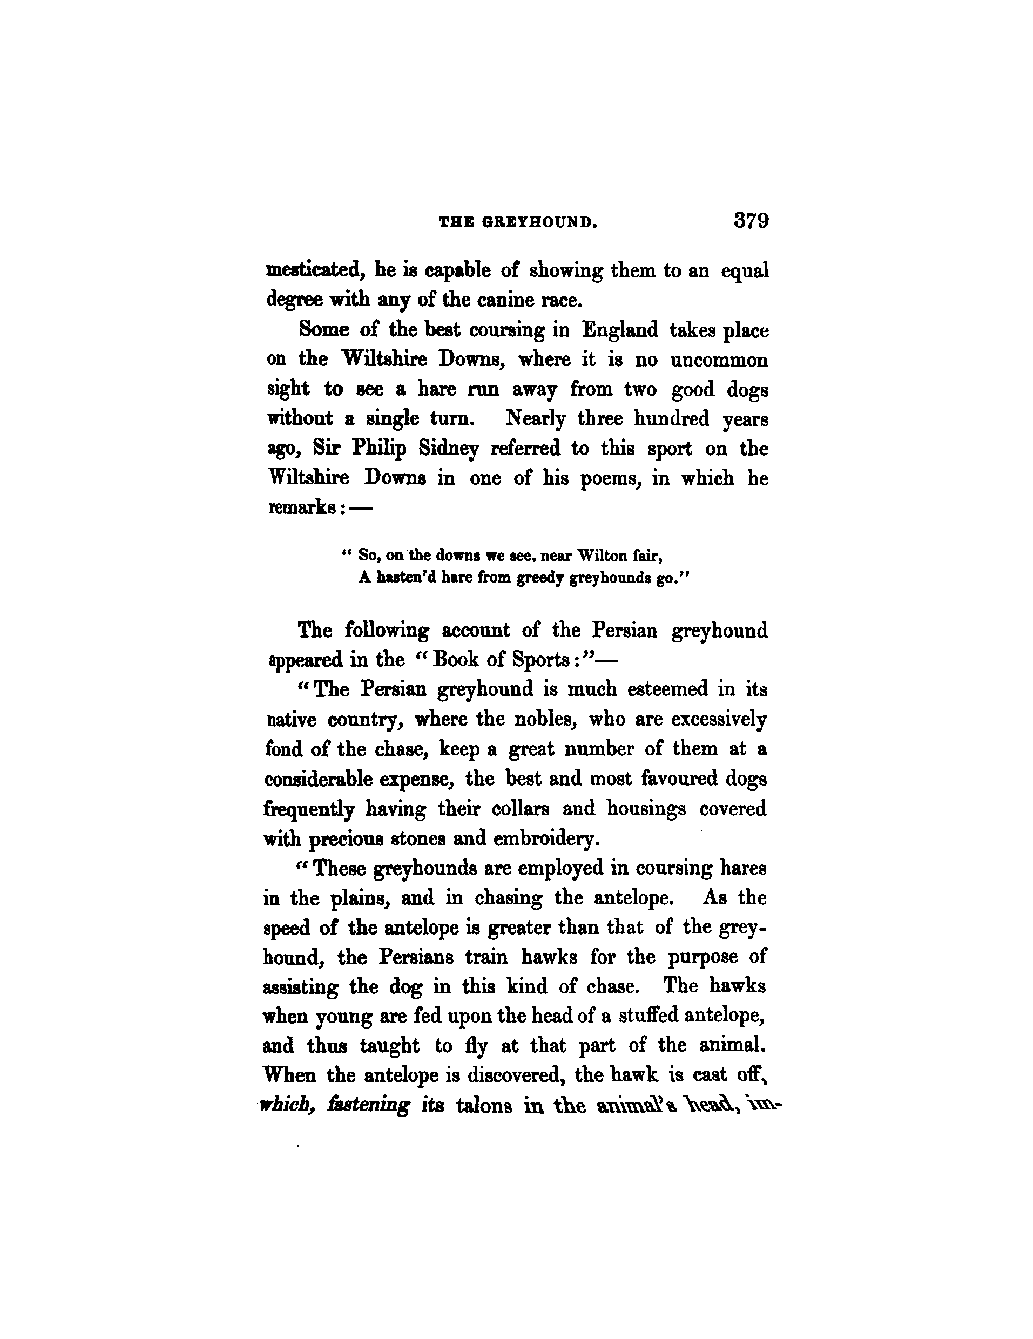 THE GREYHOUND. 379
mesticated, he is capable of showing them to an equal
degree with any of the canine race.
Some of the best coursing in England takes place
on the Wiltshire Downs, where it is no uncommon
sight to see a hare run away from two good dogs
without a single turn. Nearly three hundred years
ago, Sir Philip Sidney referred to this sport on the
Wiltshire Downs in one of his poems, in which he
remarks:—
"So, on the downs we see, near Wilton fair,
A hasten'd hare from greedy greyhounds go."
The following account of the Persian greyhound
appeared in the "Book of Sports:"—
"The Persian greyhound is much esteemed in its
native country, where the nobles, who are excessively
fond of the chase, keep a great number of them at a
considerable expense, the best and most favoured dogs
frequently having their collars and housings covered
with precious stones and embroidery.
"These greyhounds are employed in coursing hares
in the plains, and in chasing the antelope. As the
speed of the antelope is greater than that of the grey-
hound, the Persians train hawks for the purpose of
assisting the dog in this kind of chase. The hawks
when young are fed upon the head of a stuffed antelope,
and thus taught to fly at that part of the animal.
When the antelope is discovered, the hawk is cast off,
which, fastening its talons in the animal's head, im-